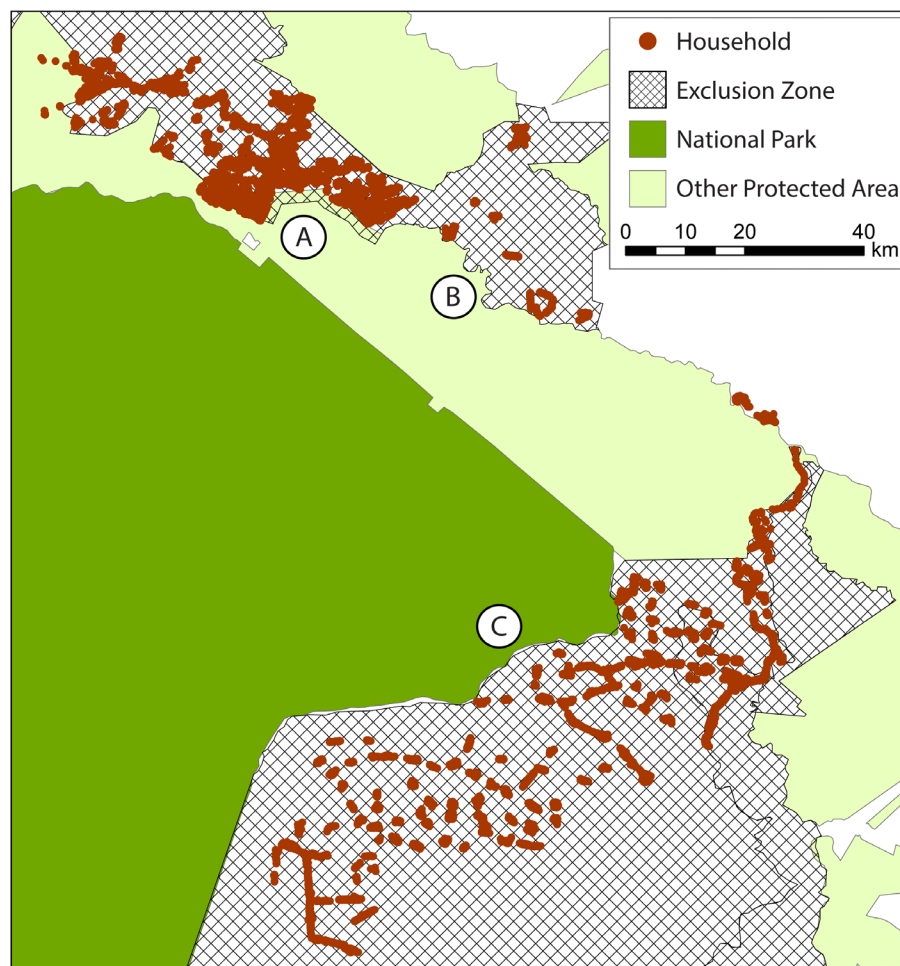 Household
Exclusion Zone
National Park
Other Protected Area
0 10 20 40
km
A
B
C